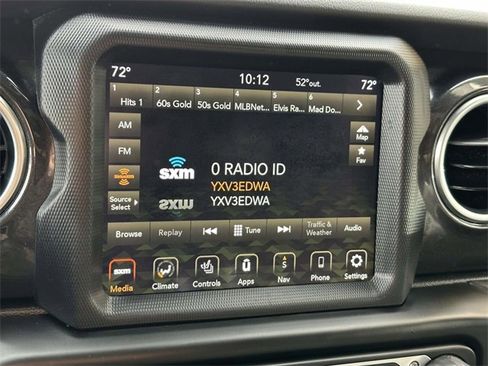 72° 10:12 52°out. 72°
1 2 3 4 5 6
Hits 1 60s Gold 50s Gold MLBNet... Elvis Ra... Mad Do...
AM
Map
FM
Fav
sxm
0 RADIO ID
YXV3EDWA
YXV3EDWA
Source
Select
Browse Replay Tune Traffic & Weather Audio
sxm
Media Climate Controls Apps Nav Phone Settings